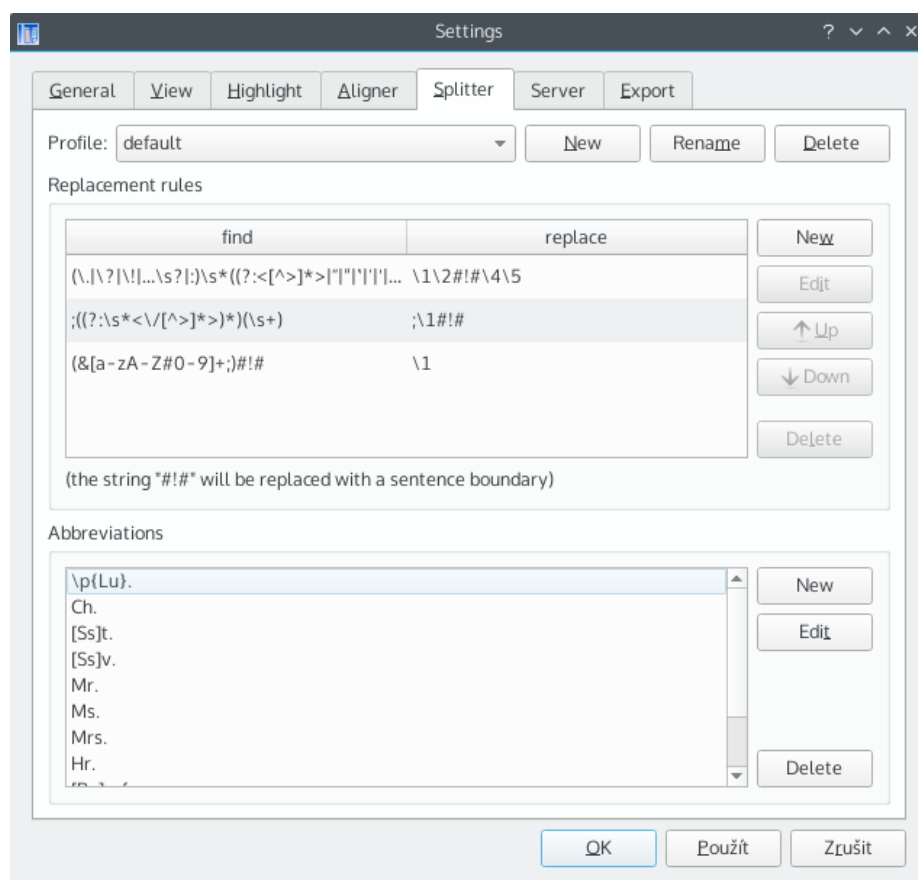 Settings
General View Highlight Aligner Splitter Server Export
Profile: default New Rename Delete
Replacement rules
find replace New
(\.|\?|\!|...\s?|:)\s*((?:<[^>]*>|"|"|'|'|'|... \1\2#!#\4\5 Edit
;((?:\s*<\/[^>]*>)*)(\s+) ;\1#!# Up
(&[a-zA-Z#0-9]+;)#!# \1 Down
Delete
(the string "#!#" will be replaced with a sentence boundary)
Abbreviations
\p{Lu}. New
Ch.
[Ss]t. Edit
[Ss]v.
Mr.
Ms.
Mrs.
Hr. Delete
OK Použít Zrušit